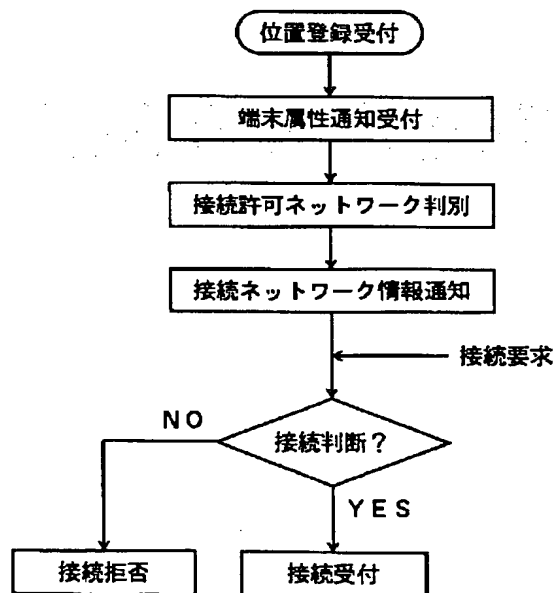 位置登録受付
端末属性通知受付
接続許可ネットワーク判別
接続ネットワーク情報通知
接続要求
NO
接続判断？
YES
接続拒否
接続受付